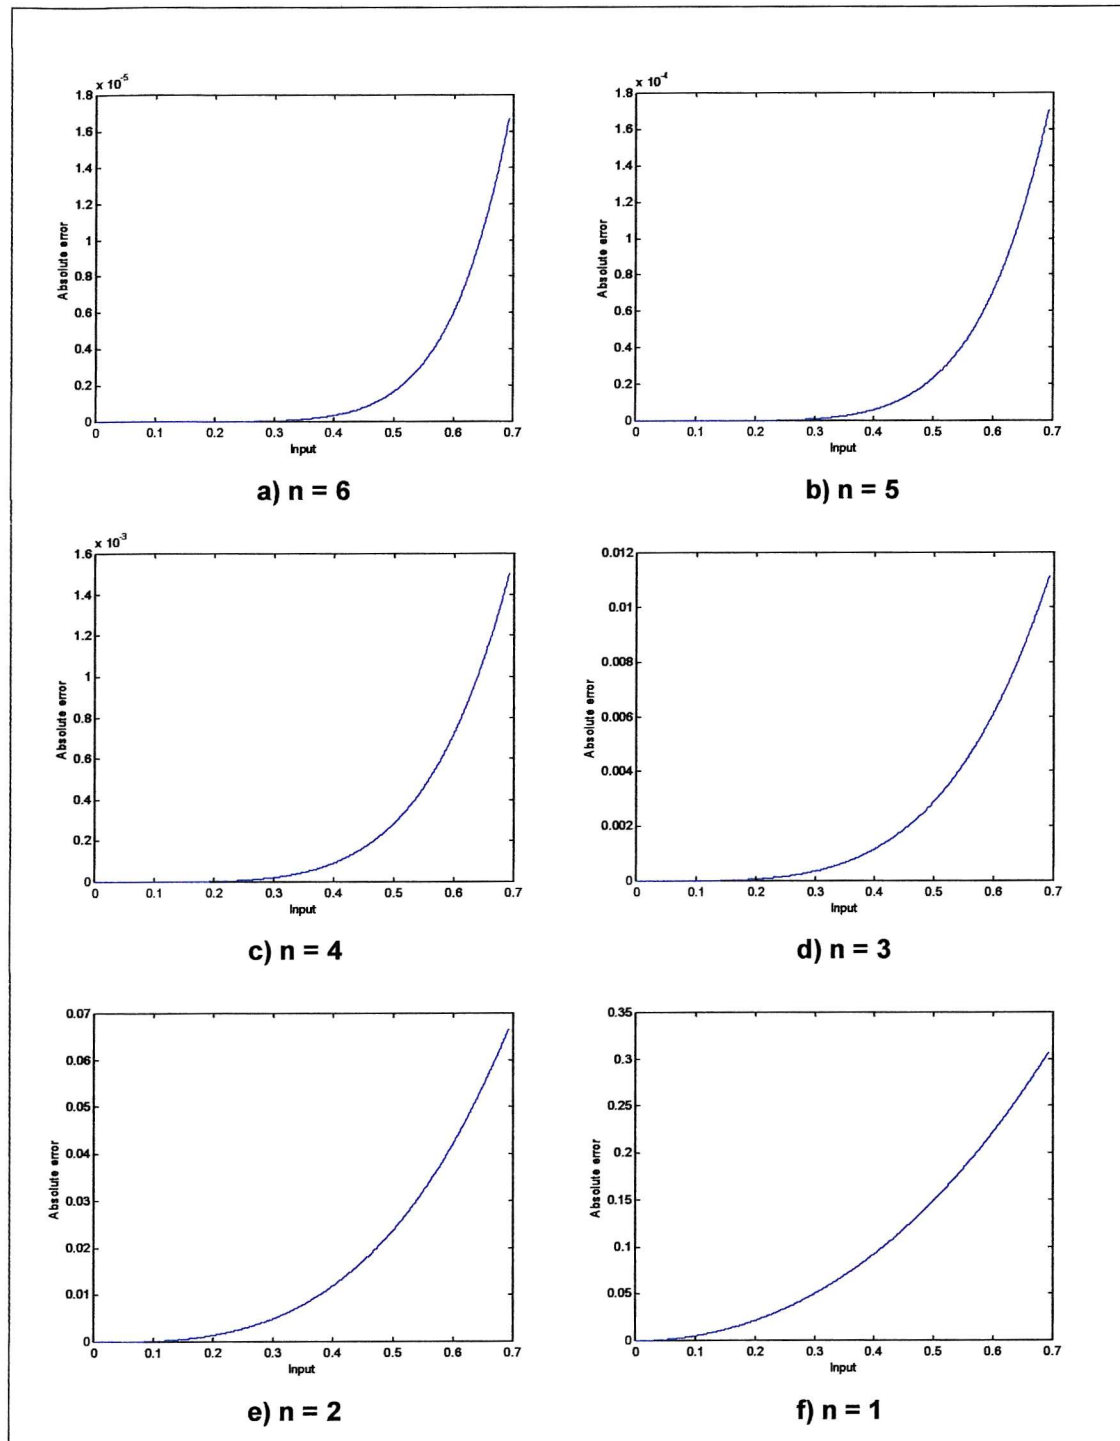 x 10^-5
1.8
1.6
1.4
1.2
1
0.8
0.6
0.4
0.2
0
Absolute error
0 0.1 0.2 0.3 0.4 0.5 0.6 0.7
Input
a) n = 6
x 10^-4
1.8
1.6
1.4
1.2
1
0.8
0.6
0.4
0.2
0
Absolute error
0 0.1 0.2 0.3 0.4 0.5 0.6 0.7
Input
b) n = 5
x 10^-3
1.6
1.4
1.2
1
0.8
0.6
0.4
0.2
0
Absolute error
0 0.1 0.2 0.3 0.4 0.5 0.6 0.7
Input
c) n = 4
0.012
0.01
0.008
0.006
0.004
0.002
0
Absolute error
0 0.1 0.2 0.3 0.4 0.5 0.6 0.7
Input
d) n = 3
0.07
0.06
0.05
0.04
0.03
0.02
0.01
0
Absolute error
0 0.1 0.2 0.3 0.4 0.5 0.6 0.7
Input
e) n = 2
0.35
0.3
0.25
0.2
0.15
0.1
0.05
0
Absolute error
0 0.1 0.2 0.3 0.4 0.5 0.6 0.7
Input
f) n = 1